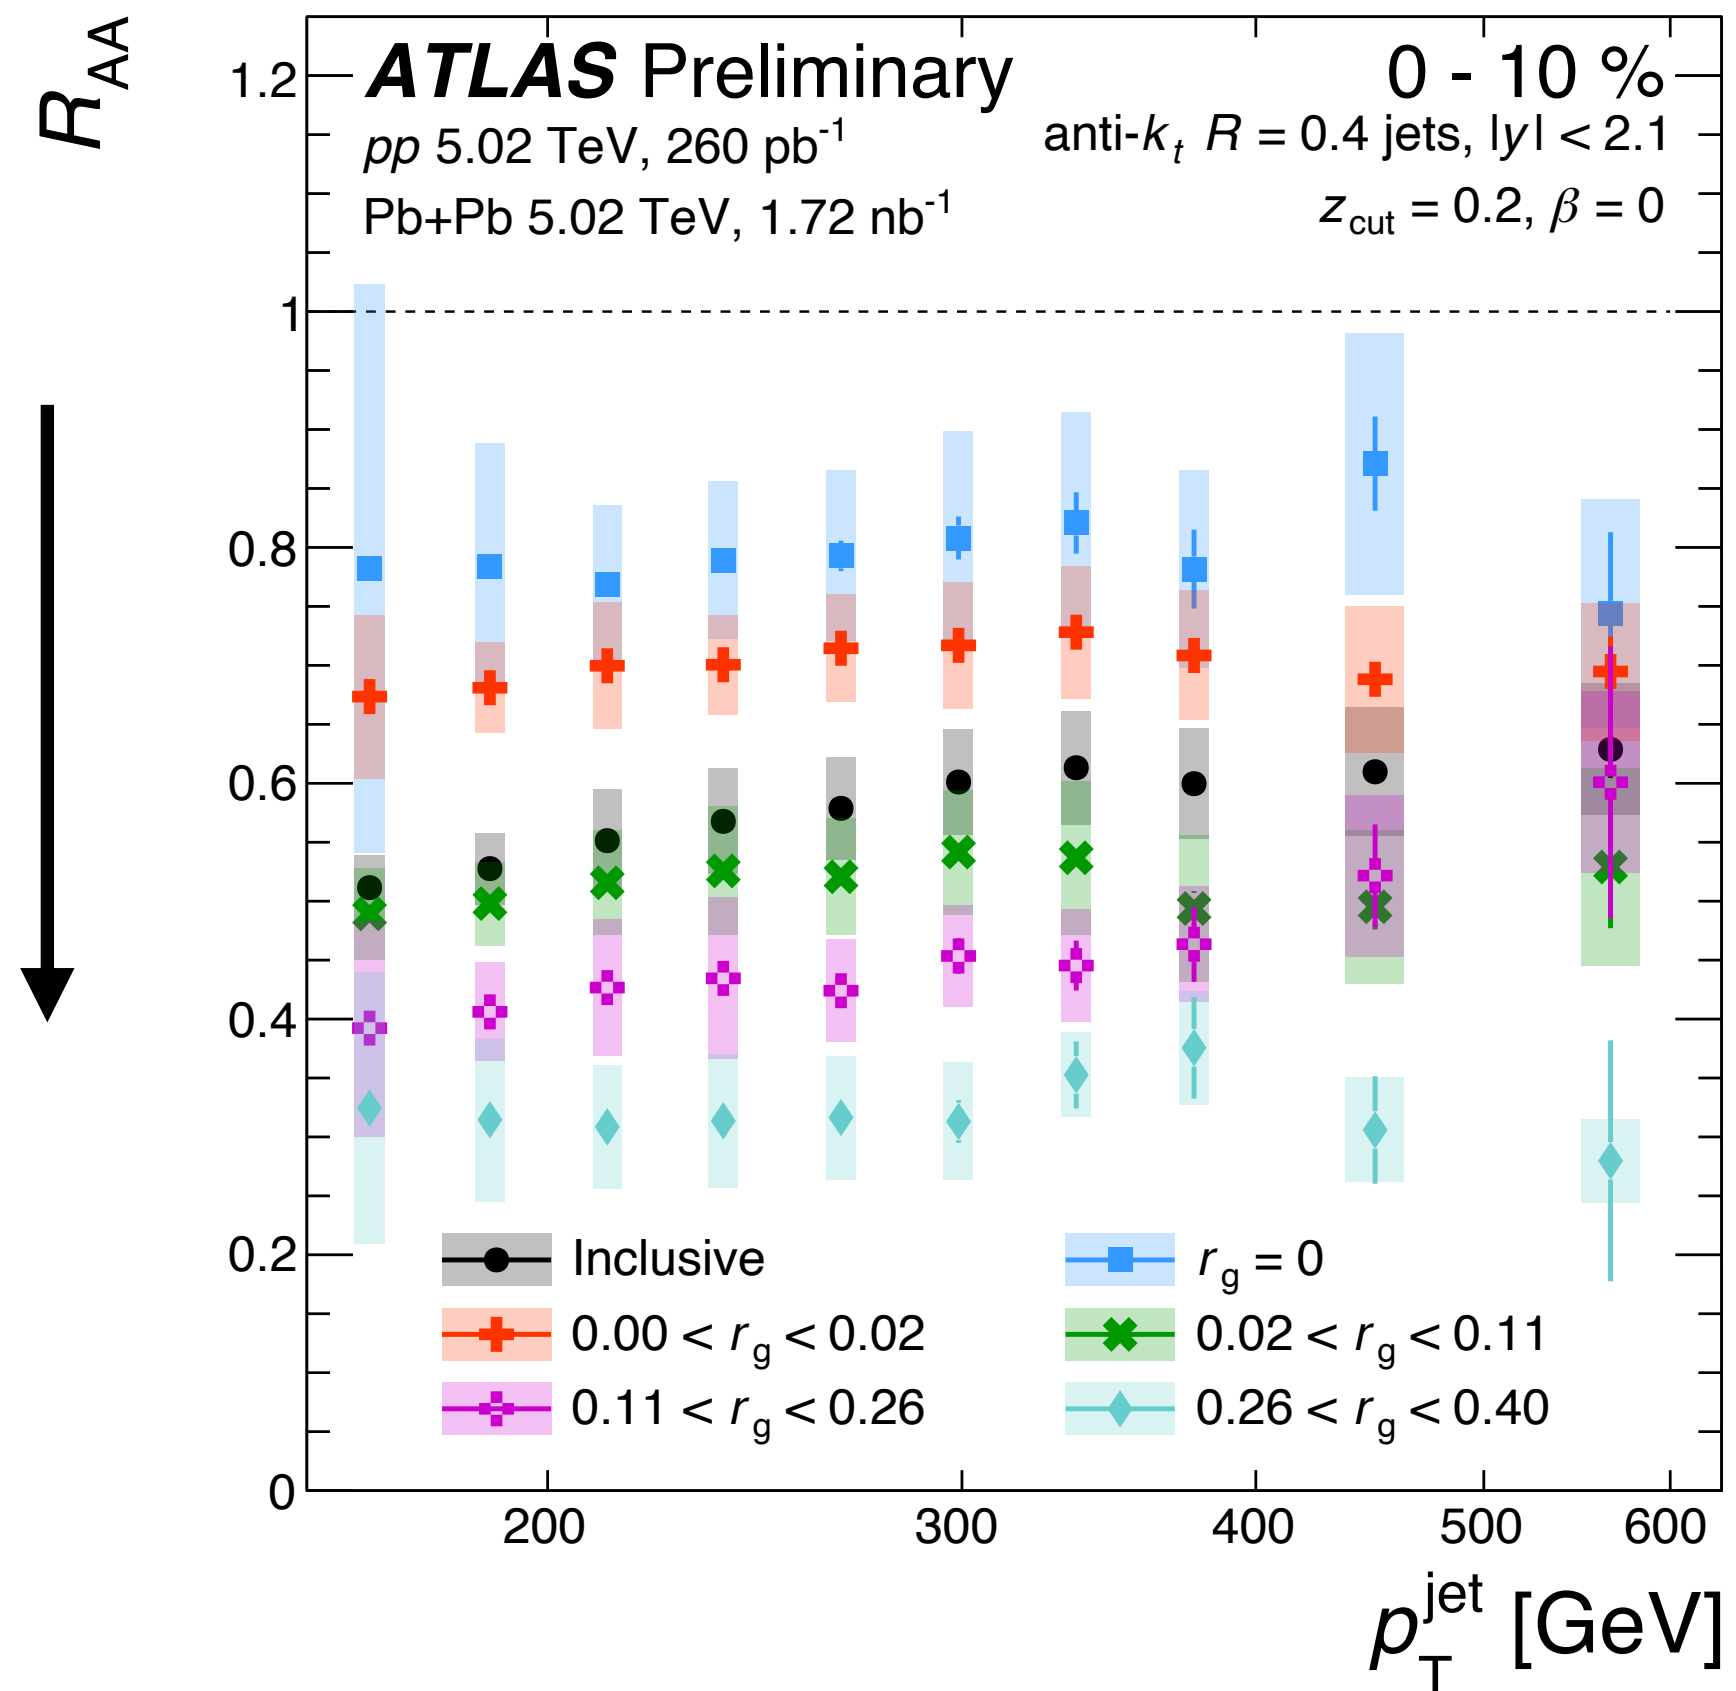 R_AA
ATLAS Preliminary
0 - 10 %
pp 5.02 TeV, 260 pb^-1
anti-k_t R = 0.4 jets, |y| < 2.1
Pb+Pb 5.02 TeV, 1.72 nb^-1
z_cut = 0.2, β = 0
1.2
1
0.8
0.6
0.4
0.2
0
Inclusive
r_g = 0
0.00 < r_g < 0.02
0.02 < r_g < 0.11
0.11 < r_g < 0.26
0.26 < r_g < 0.40
200 300 400 500 600
p_T^jet [GeV]